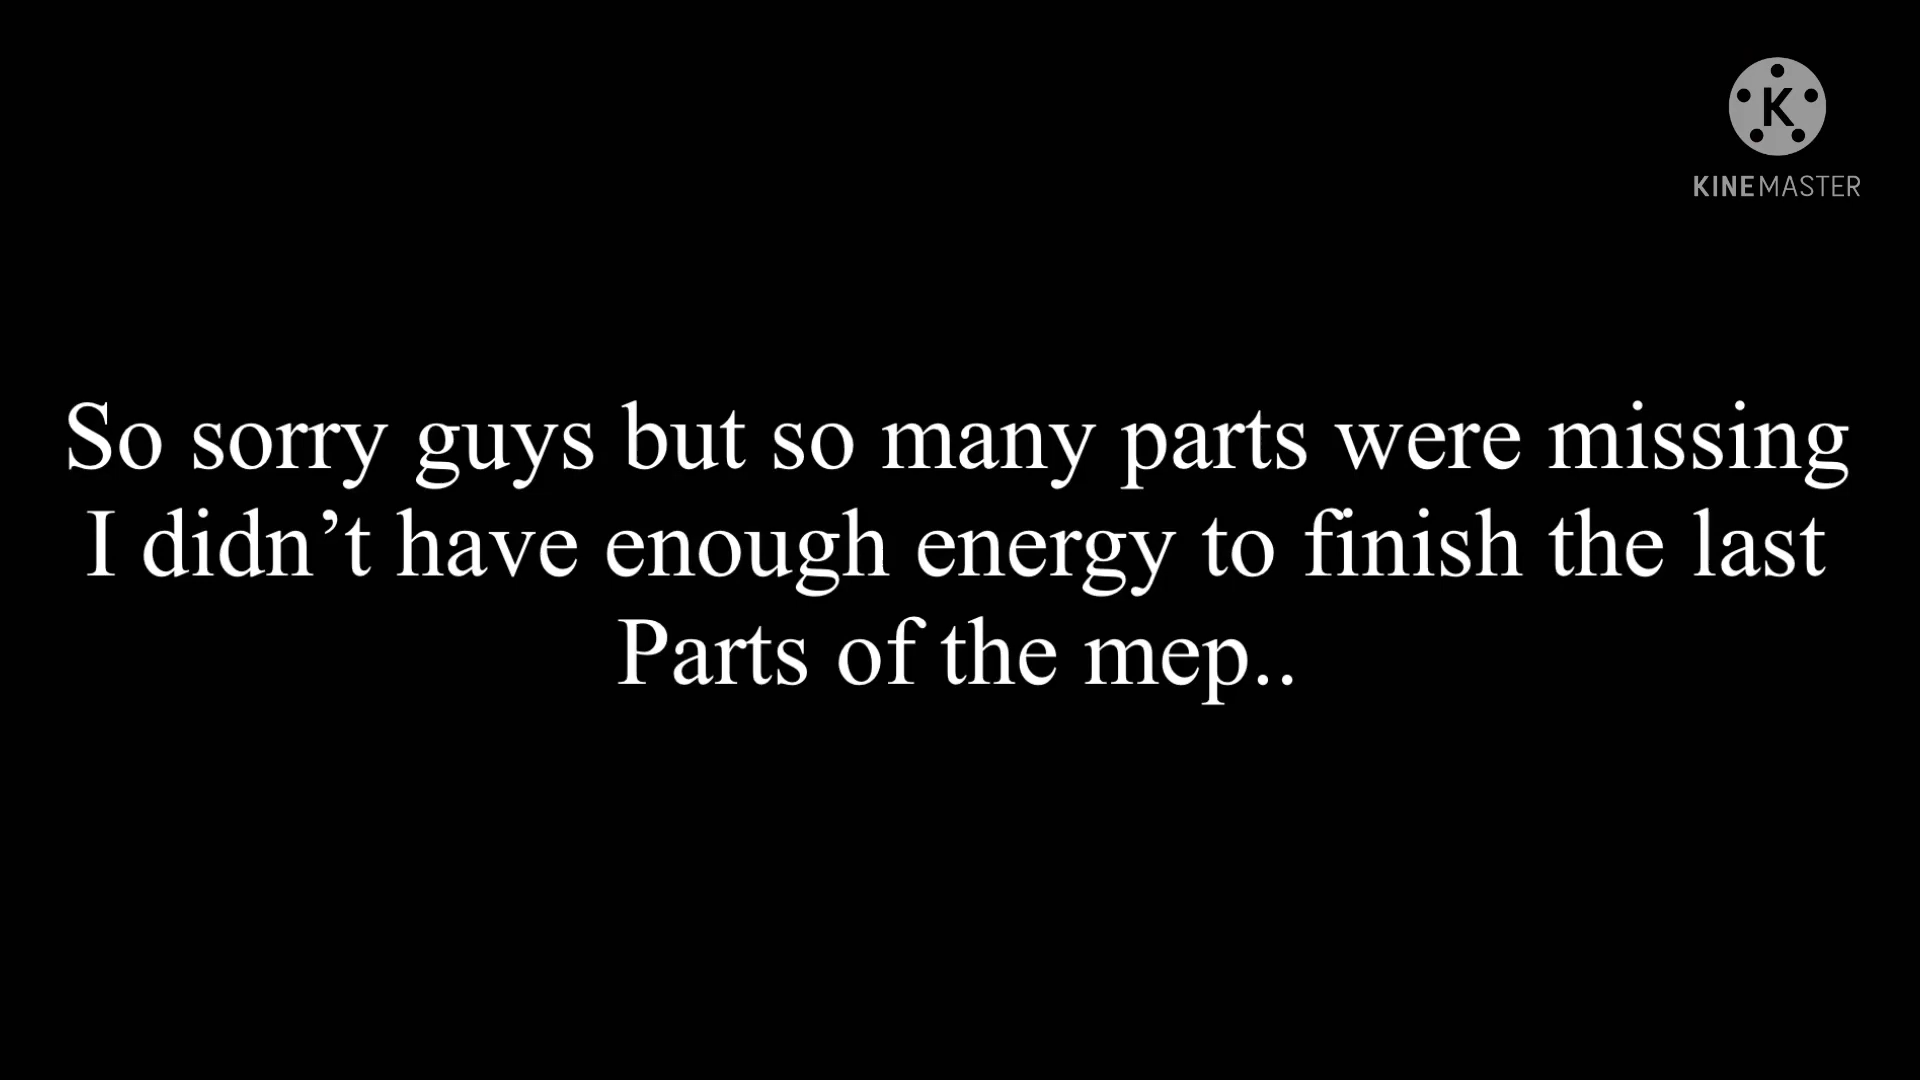 K
KINEMASTER
So sorry guys but so many parts were missing
I didn’t have enough energy to finish the last
Parts of the mep..